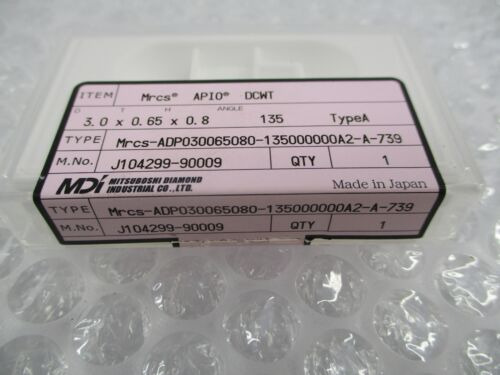 ITEM Mrcs® APIO® DCWT
D T H ANGLE
3.0 x 0.65 x 0.8 135 TypeA
TYPE Mrcs-ADP030065080-135000000A2-A-739
M.No. J104299-90009 QTY 1
MDi MITSUBOSHI DIAMOND INDUSTRIAL CO.,LTD. Made in Japan
TYPE Mrcs-ADP030065080-135000000A2-A-739
M.No. J104299-90009 QTY 1